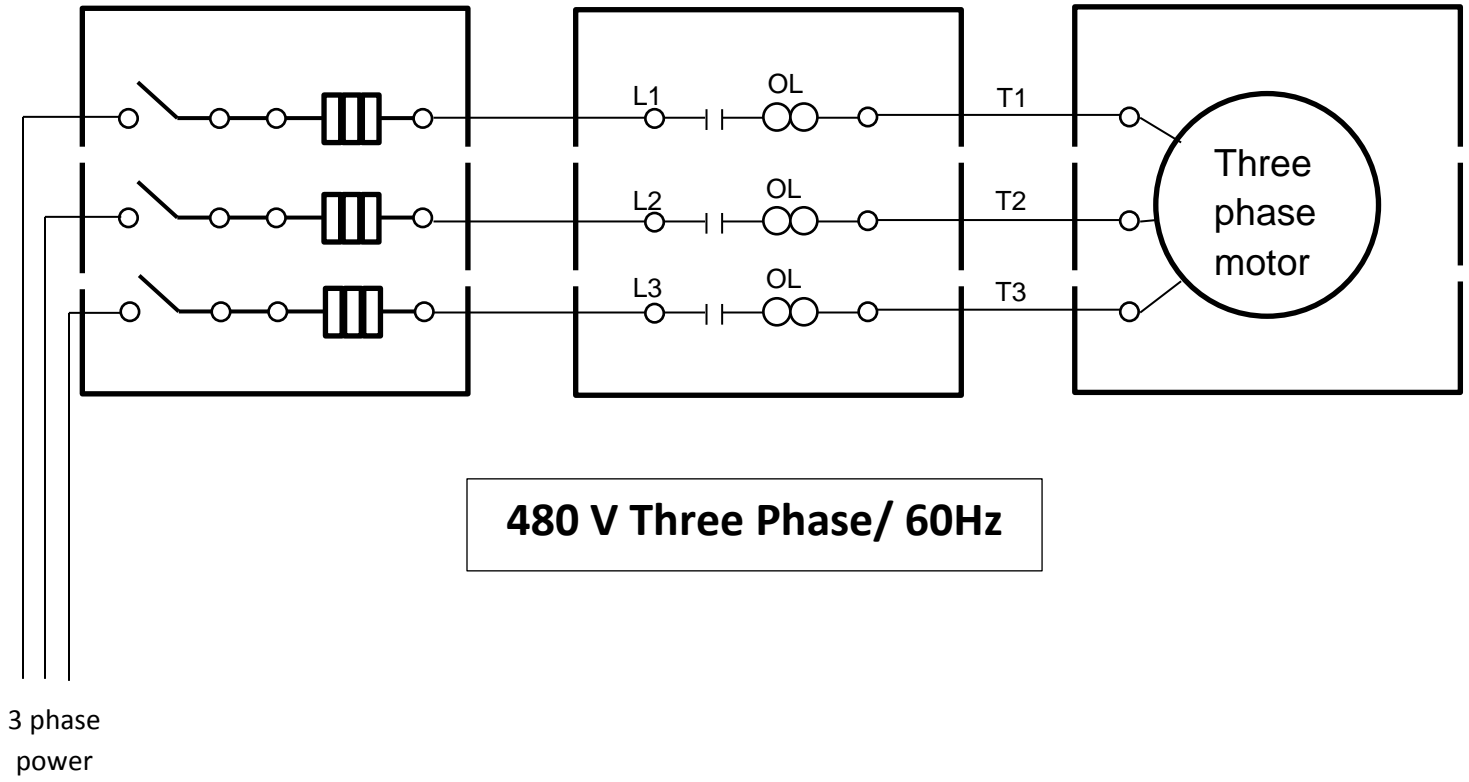 L1
OL
T1
L2
OL
T2
L3
OL
T3
Three
phase
motor
480 V Three Phase/ 60Hz
3 phase
power